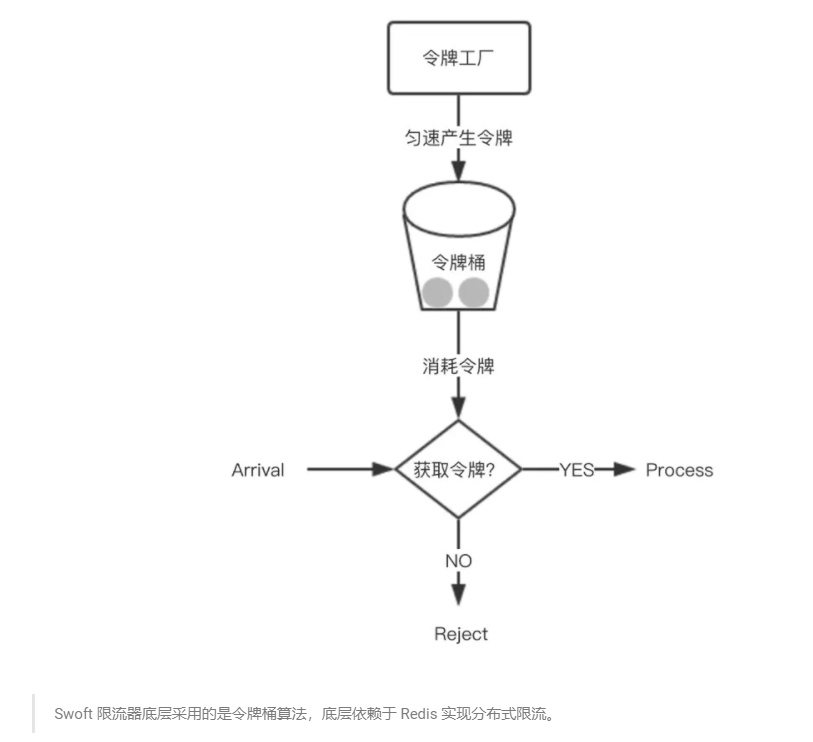 令牌工厂
匀速产生令牌
令牌桶
消耗令牌
Arrival
获取令牌?
YES
Process
NO
Reject
Swoft 限流器底层采用的是令牌桶算法，底层依赖于 Redis 实现分布式限流。